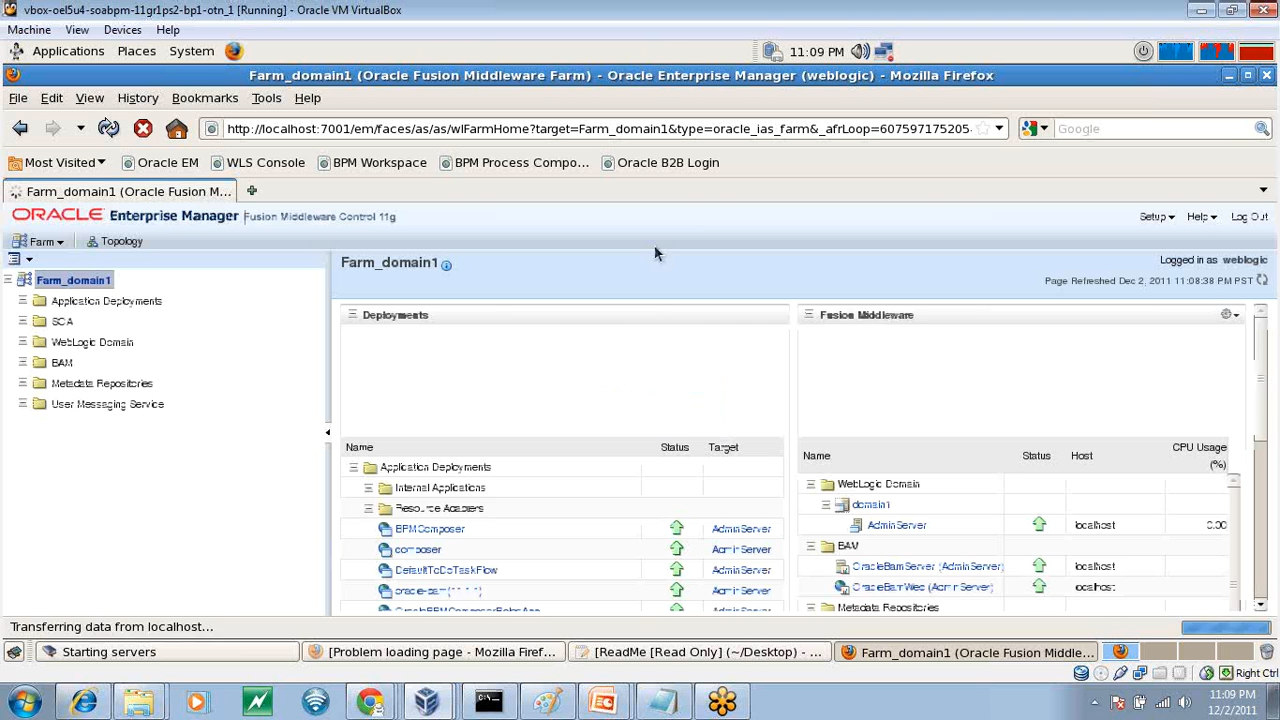 vbox-oel5u4-soabpm-11gr1ps2-bp1-otn_1 [Running] - Oracle VM VirtualBox
Machine View Devices Help
Applications Places System 11:09 PM
Farm_domain1 (Oracle Fusion Middleware Farm) - Oracle Enterprise Manager (weblogic) - Mozilla Firefox
File Edit View History Bookmarks Tools Help
http://localhost:7001/em/faces/as/as/wlFarmHome?target=Farm_domain1&type=oracle_ias_farm&_afrLoop=607597175205 Google
Most Visited Oracle EM WLS Console BPM Workspace BPM Process Compo... Oracle B2B Login
Farm_domain1 (Oracle Fusion M...
ORACLE Enterprise Manager Fusion Middleware Control 11g Setup Help Log Out
Farm Topology
Farm_domain1 Logged in as weblogic
Page Refreshed Dec 2, 2011 11:08:38 PM PST
Farm_domain1
Application Deployments
SOA
WebLogic Domain
BAM
Metadata Repositories
User Messaging Service
Deployments
Name Status Target
Application Deployments
Internal Applications
Resource Adapters
BPMComposer AdminServer
composer AdminServer
DefaultToDoTaskFlow AdminServer
oracle-bam(11.1.1) AdminServer
OracleBPMComposerRolesApp
Fusion Middleware
Name Status Host CPU Usage (%)
WebLogic Domain
domain1
AdminServer localhost 0.00
BAM
OracleBamServer (AdminServer) localhost
OracleBamWeb (AdminServer) localhost
Metadata Repositories
Transferring data from localhost...
Starting servers [Problem loading page - Mozilla Firef... [ReadMe [Read Only] (~/Desktop) - ... Farm_domain1 (Oracle Fusion Middle...
Right Ctrl
11:09 PM
12/2/2011